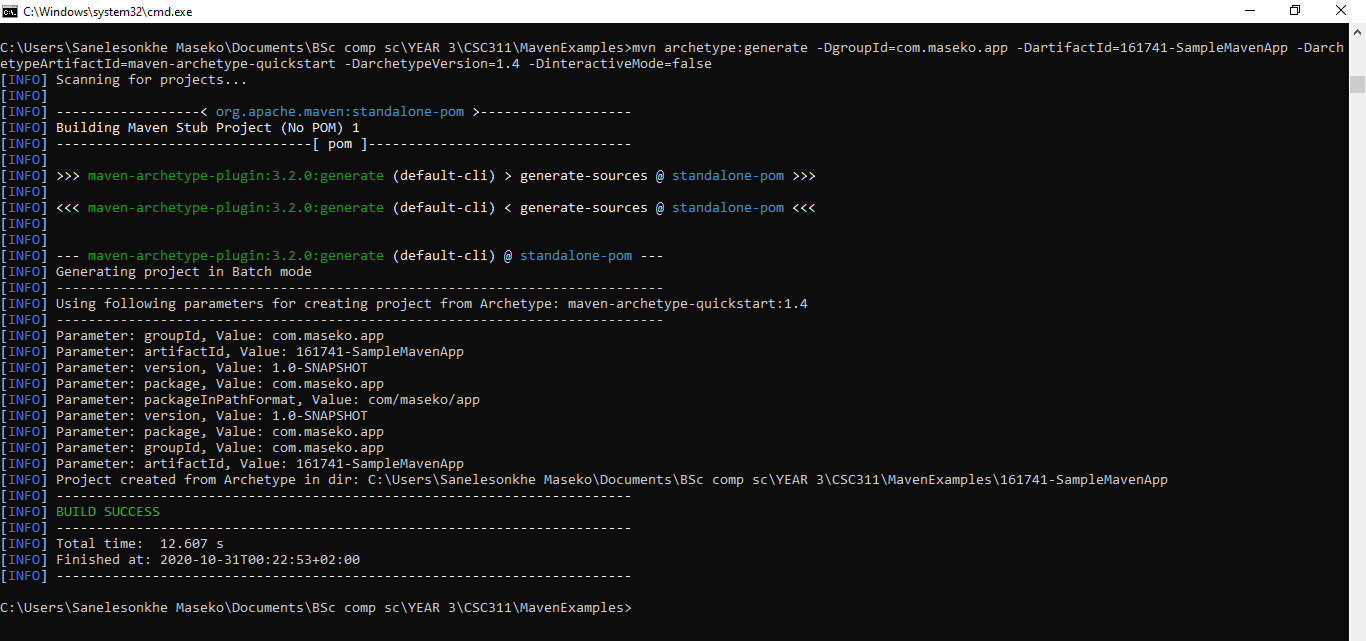 C:\Windows\system32\cmd.exe
C:\Users\Sanelesonkhe Maseko\Documents\BSc comp sc\YEAR 3\CSC311\MavenExamples>mvn archetype:generate -DgroupId=com.maseko.app -DartifactId=161741-SampleMavenApp -Darch
etypeArtifactId=maven-archetype-quickstart -DarchetypeVersion=1.4 -DinteractiveMode=false
[INFO] Scanning for projects...
[INFO]
[INFO] ------------------< org.apache.maven:standalone-pom >-------------------
[INFO] Building Maven Stub Project (No POM) 1
[INFO] --------------------------------[ pom ]---------------------------------
[INFO]
[INFO] >>> maven-archetype-plugin:3.2.0:generate (default-cli) > generate-sources @ standalone-pom >>>
[INFO]
[INFO] <<< maven-archetype-plugin:3.2.0:generate (default-cli) < generate-sources @ standalone-pom <<<
[INFO]
[INFO]
[INFO] --- maven-archetype-plugin:3.2.0:generate (default-cli) @ standalone-pom ---
[INFO] Generating project in Batch mode
[INFO] ----------------------------------------------------------------------------
[INFO] Using following parameters for creating project from Archetype: maven-archetype-quickstart:1.4
[INFO] ----------------------------------------------------------------------------
[INFO] Parameter: groupId, Value: com.maseko.app
[INFO] Parameter: artifactId, Value: 161741-SampleMavenApp
[INFO] Parameter: version, Value: 1.0-SNAPSHOT
[INFO] Parameter: package, Value: com.maseko.app
[INFO] Parameter: packageInPathFormat, Value: com/maseko/app
[INFO] Parameter: version, Value: 1.0-SNAPSHOT
[INFO] Parameter: package, Value: com.maseko.app
[INFO] Parameter: groupId, Value: com.maseko.app
[INFO] Parameter: artifactId, Value: 161741-SampleMavenApp
[INFO] Project created from Archetype in dir: C:\Users\Sanelesonkhe Maseko\Documents\BSc comp sc\YEAR 3\CSC311\MavenExamples\161741-SampleMavenApp
[INFO] ------------------------------------------------------------------------
[INFO] BUILD SUCCESS
[INFO] ------------------------------------------------------------------------
[INFO] Total time:  12.607 s
[INFO] Finished at: 2020-10-31T00:22:53+02:00
[INFO] ------------------------------------------------------------------------
C:\Users\Sanelesonkhe Maseko\Documents\BSc comp sc\YEAR 3\CSC311\MavenExamples>